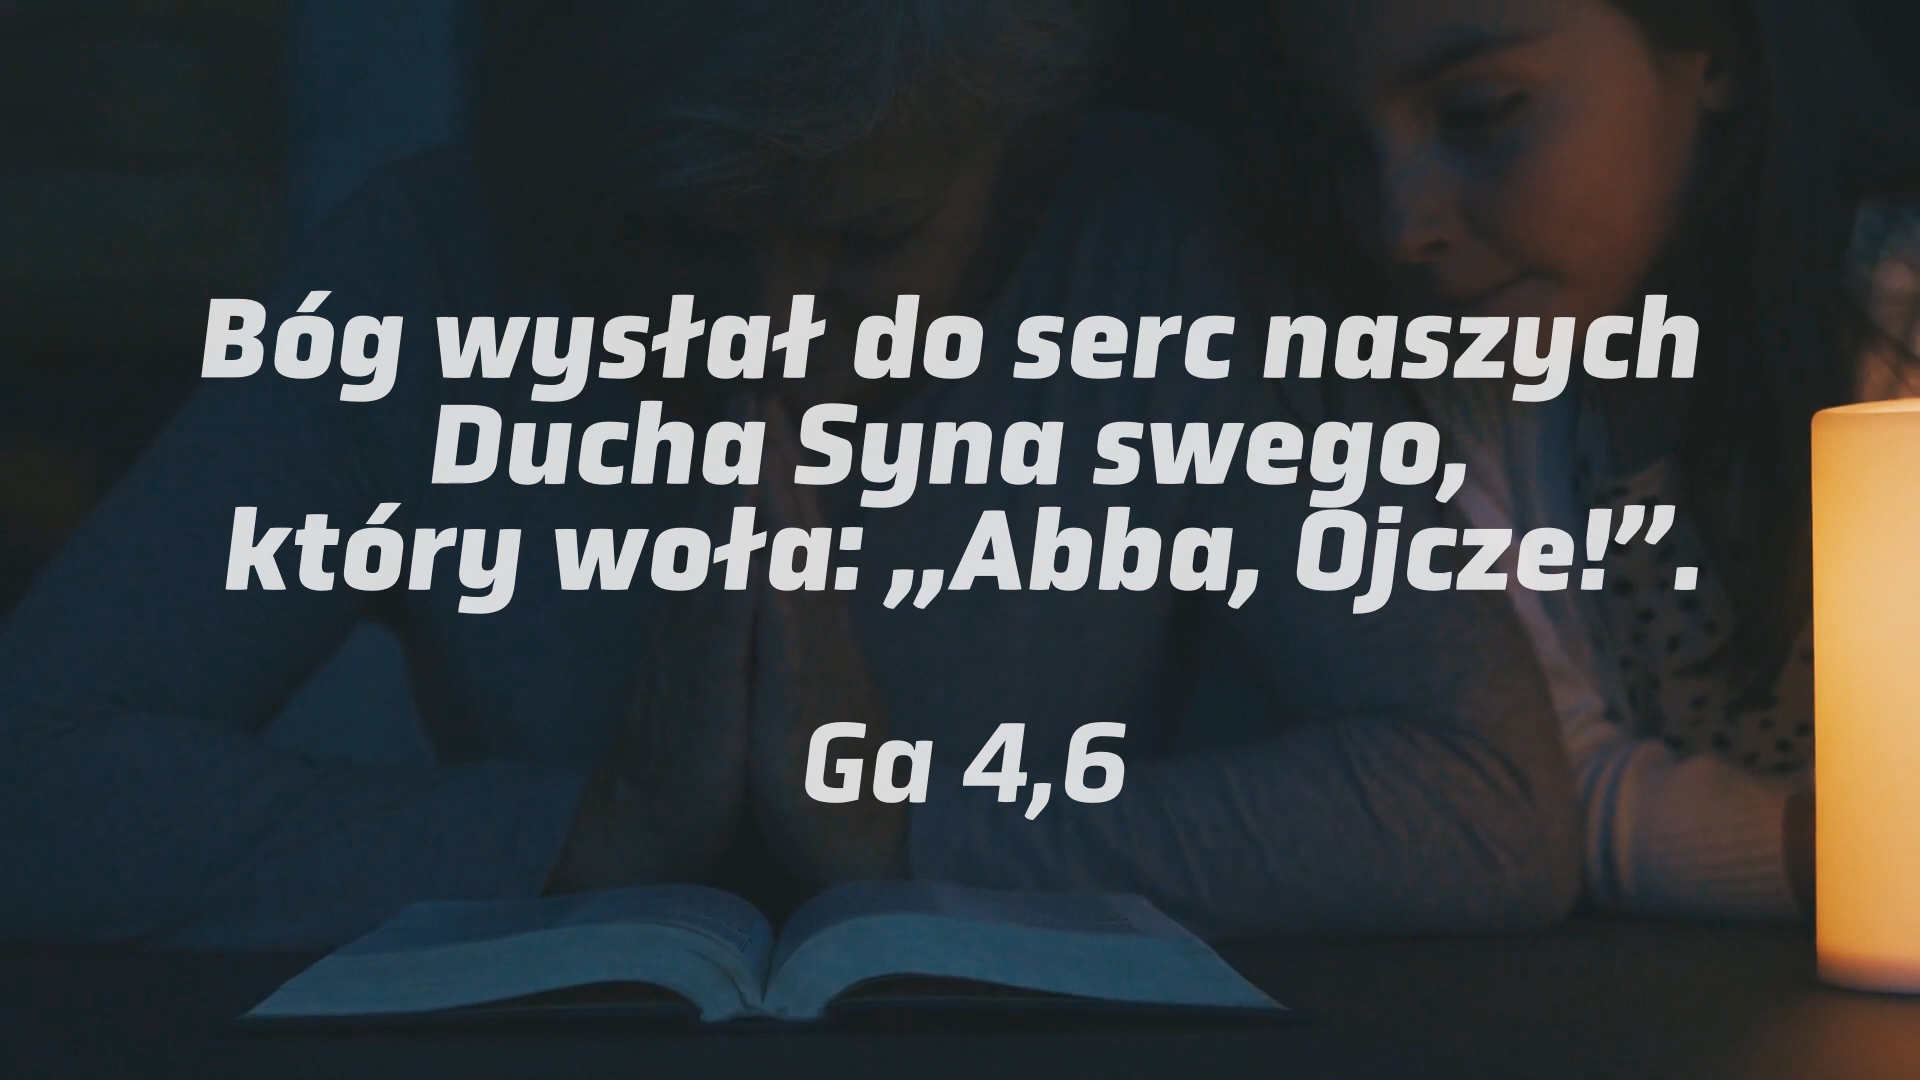 Bóg wysłał do serc naszych
Ducha Syna swego,
który woła: „Abba, Ojcze!”.
Ga 4,6